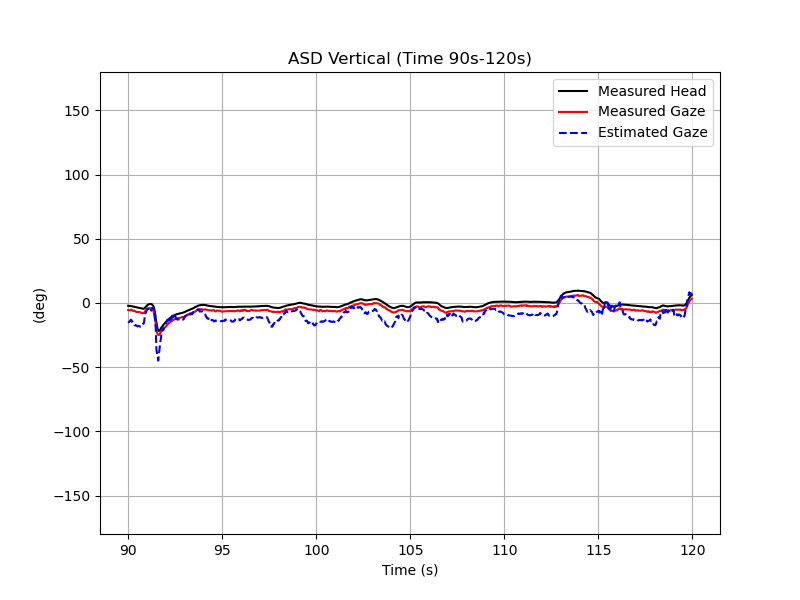 ASD Vertical (Time 90s-120s)
Measured Head
Measured Gaze
Estimated Gaze
150
100
50
0
−50
−100
−150
(deg)
90 95 100 105 110 115 120
Time (s)